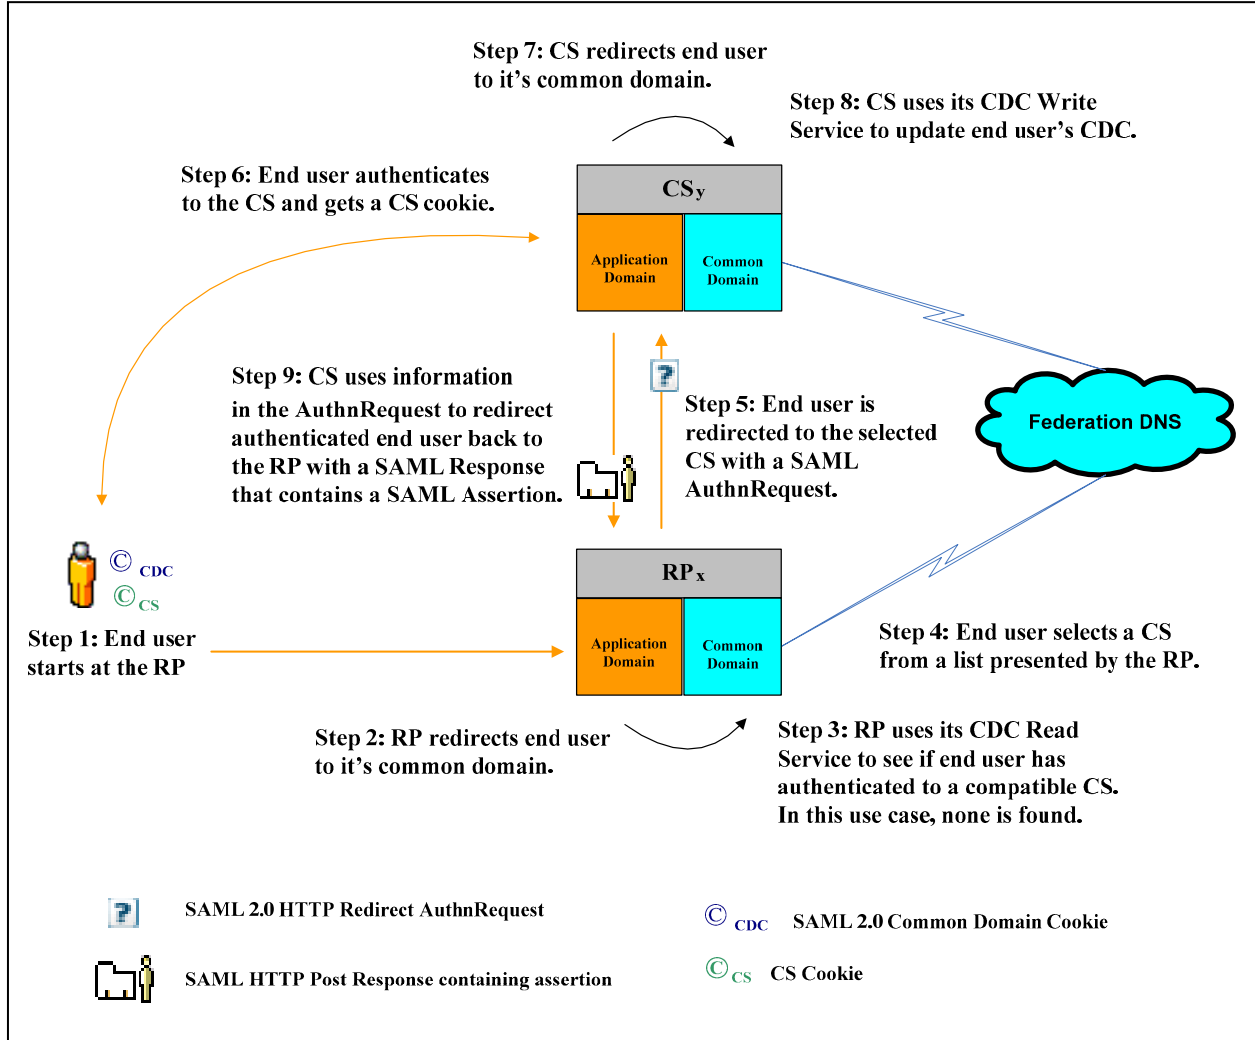 Step 7: CS redirects end user
to it's common domain.
Step 8: CS uses its CDC Write
Service to update end user's CDC.
Step 6: End user authenticates
to the CS and gets a CS cookie.
CSy
Application
Domain
Common
Domain
Step 9: CS uses information
in the AuthnRequest to redirect
authenticated end user back to
the RP with a SAML Response
that contains a SAML Assertion.
?
Step 5: End user is
redirected to the selected
CS with a SAML
AuthnRequest.
Federation DNS
© CDC
© CS
Step 1: End user
starts at the RP
RPx
Application
Domain
Common
Domain
Step 4: End user selects a CS
from a list presented by the RP.
Step 2: RP redirects end user
to it's common domain.
Step 3: RP uses its CDC Read
Service to see if end user has
authenticated to a compatible CS.
In this use case, none is found.
? SAML 2.0 HTTP Redirect AuthnRequest
© CDC SAML 2.0 Common Domain Cookie
SAML HTTP Post Response containing assertion
© CS CS Cookie